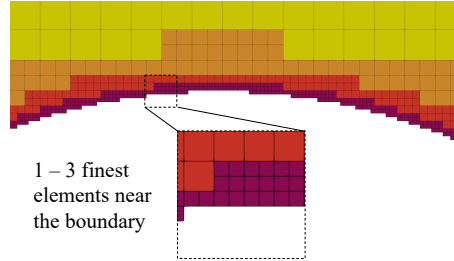 1 – 3 finest
elements near
the boundary